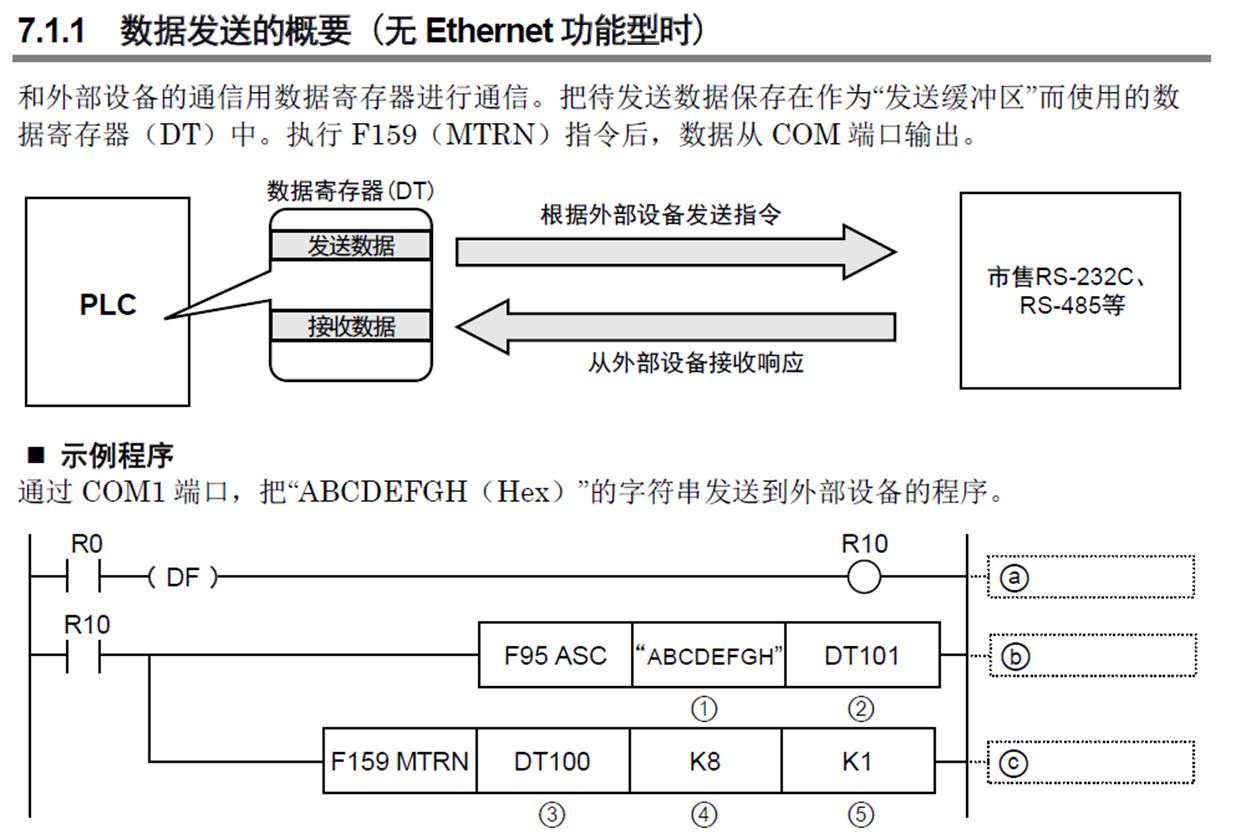 7.1.1 数据发送的概要（无 Ethernet 功能型时）
和外部设备的通信用数据寄存器进行通信。把待发送数据保存在作为“发送缓冲区”而使用的数
据寄存器（DT）中。执行 F159（MTRN）指令后，数据从 COM 端口输出。
数据寄存器(DT)
发送数据
根据外部设备发送指令
PLC
市售RS-232C、
RS-485等
接收数据
从外部设备接收响应
■ 示例程序
通过 COM1 端口，把“ABCDEFGH（Hex）”的字符串发送到外部设备的程序。
R0 R10
( DF ) ⓐ
R10
F95 ASC “ABCDEFGH” DT101 ⓑ
① ②
F159 MTRN DT100 K8 K1 ⓒ
③ ④ ⑤